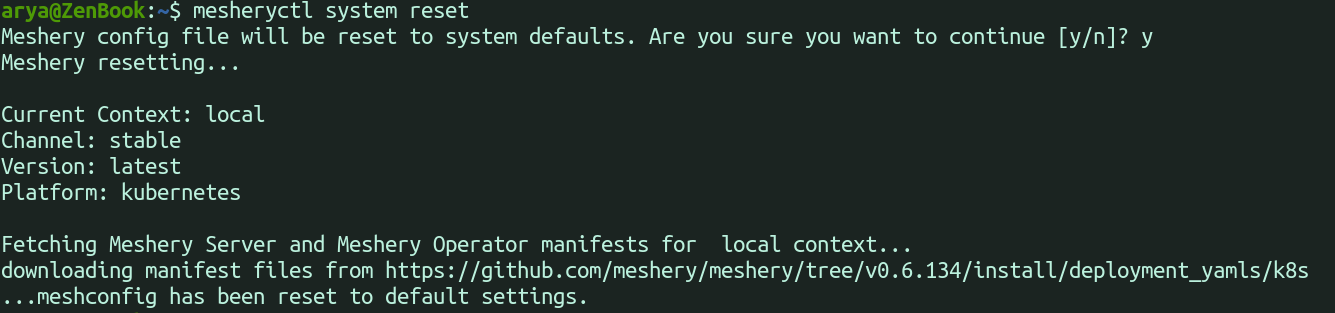 arya@ZenBook:~$ mesheryctl system reset
Meshery config file will be reset to system defaults. Are you sure you want to continue [y/n]? y
Meshery resetting...
Current Context: local
Channel: stable
Version: latest
Platform: kubernetes
Fetching Meshery Server and Meshery Operator manifests for  local context...
downloading manifest files from https://github.com/meshery/meshery/tree/v0.6.134/install/deployment_yamls/k8s
...meshconfig has been reset to default settings.